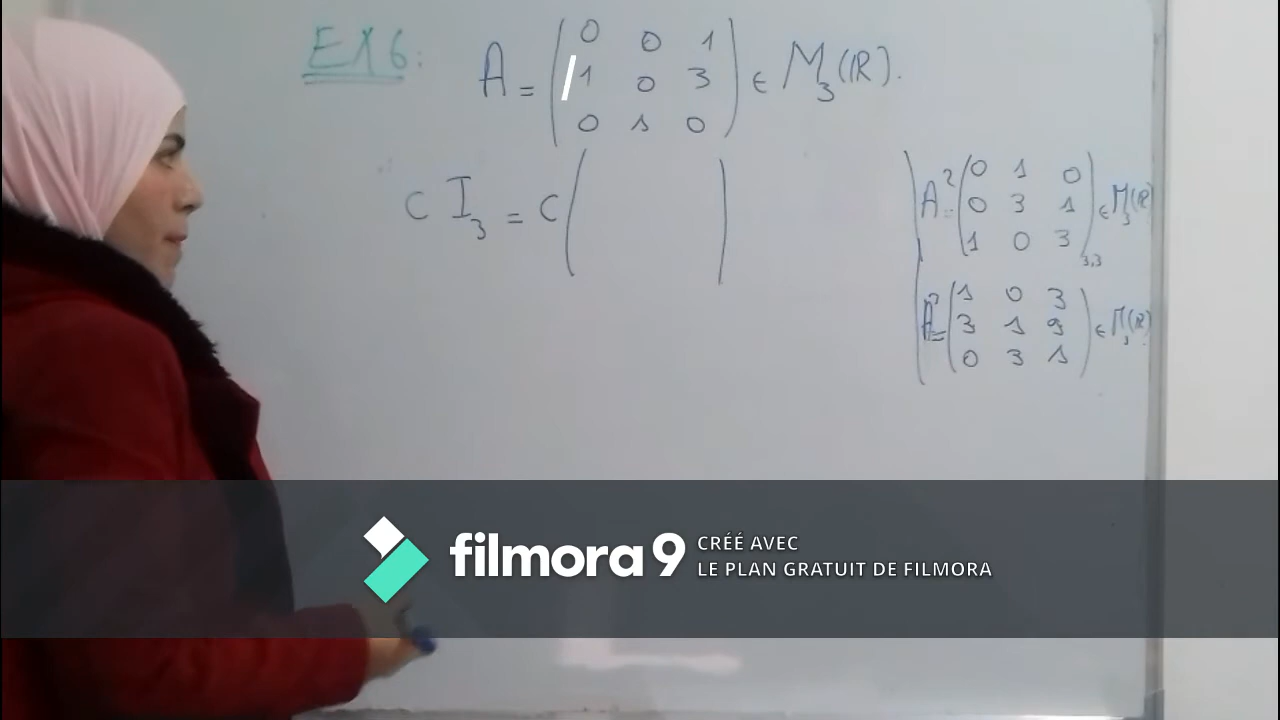 EX6: A = ( 0 0 1
1 0 3
0 1 0 ) ∈ M₃(ℝ).
C I₃ = C (
A² = ( 0 1 0
0 3 1
1 0 3 )₃,₃ ∈ M₃(ℝ)
A³ = ( 1 0 3
3 1 9
0 3 1 ) ∈ M₃(ℝ)
filmora 9
CRÉÉ AVEC
LE PLAN GRATUIT DE FILMORA